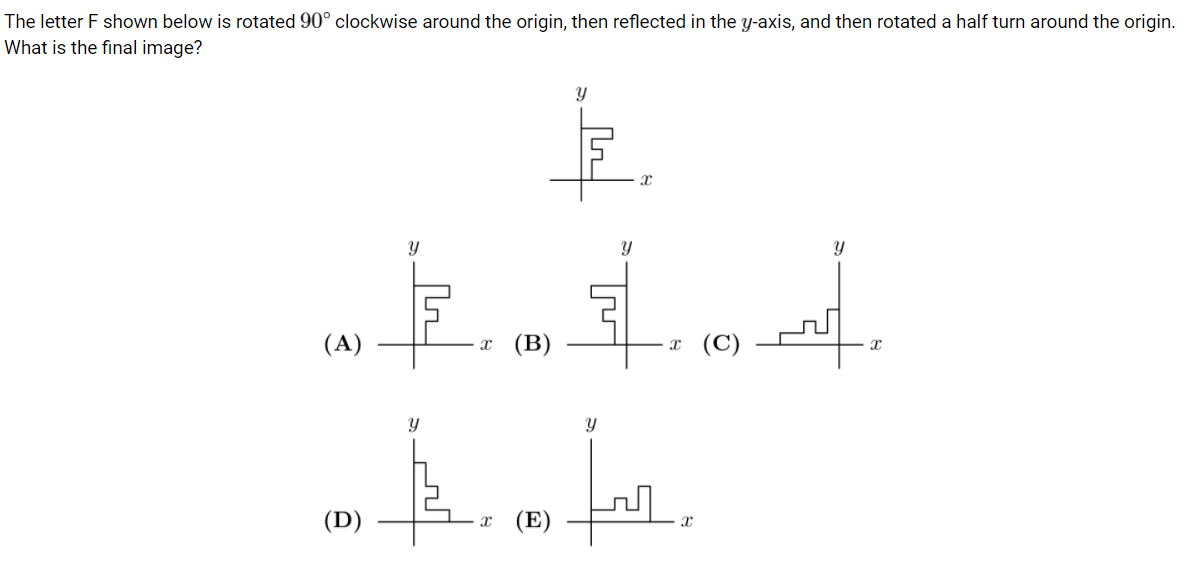 The letter F shown below is rotated 90° clockwise around the origin, then reflected in the y-axis, and then rotated a half turn around the origin.
What is the final image?
y
x
y y y
(A) x (B) x (C) x
y y
(D) x (E) x